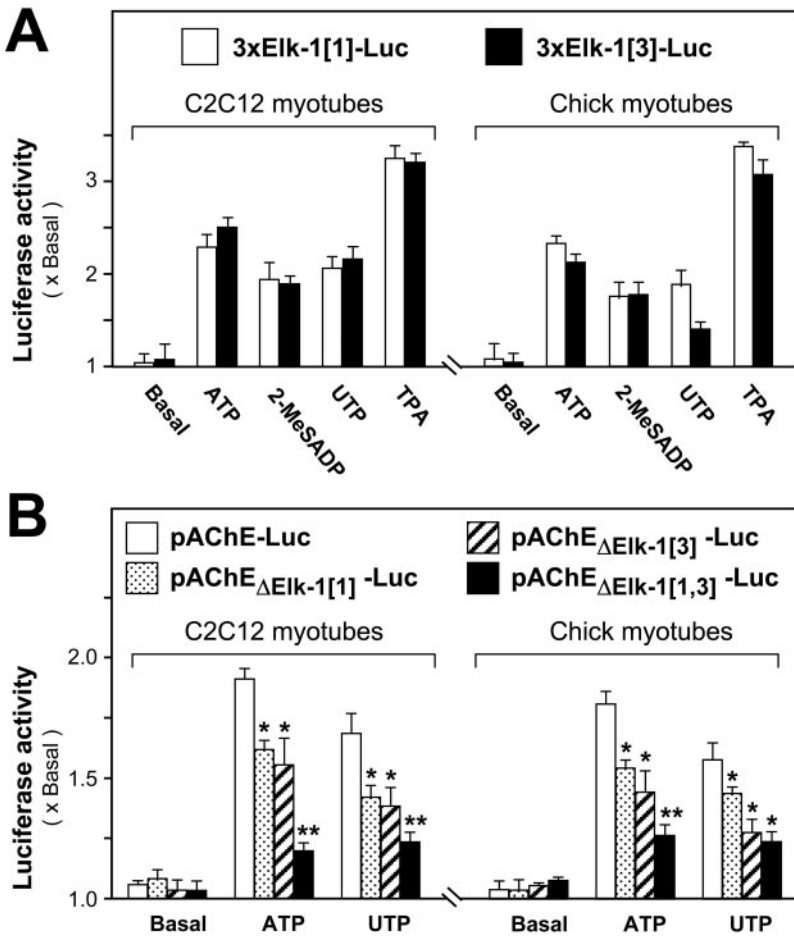 A
3xElk-1[1]-Luc 3xElk-1[3]-Luc
C2C12 myotubes Chick myotubes
Luciferase activity
( x Basal )
3
2
1
Basal ATP 2-MeSADP UTP TPA Basal ATP 2-MeSADP UTP TPA
B
pAChE-Luc pAChEΔElk-1[3] -Luc
pAChEΔElk-1[1] -Luc pAChEΔElk-1[1,3] -Luc
C2C12 myotubes Chick myotubes
Luciferase activity
( x Basal )
2.0
1.5
1.0
* * ** * * ** * * ** * * *
Basal ATP UTP Basal ATP UTP